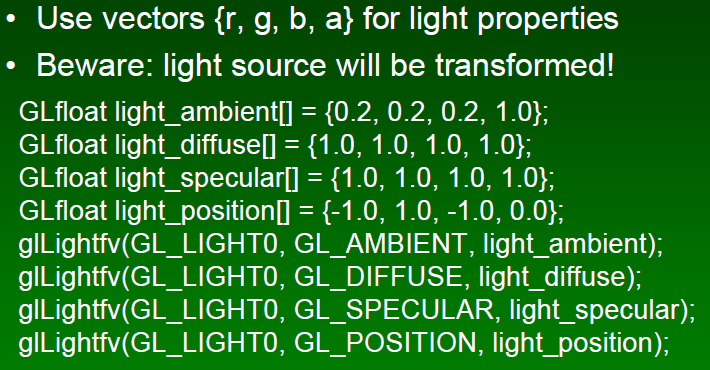 • Use vectors {r, g, b, a} for light properties
• Beware: light source will be transformed!
GLfloat light_ambient[] = {0.2, 0.2, 0.2, 1.0};
GLfloat light_diffuse[] = {1.0, 1.0, 1.0, 1.0};
GLfloat light_specular[] = {1.0, 1.0, 1.0, 1.0};
GLfloat light_position[] = {-1.0, 1.0, -1.0, 0.0};
glLightfv(GL_LIGHT0, GL_AMBIENT, light_ambient);
glLightfv(GL_LIGHT0, GL_DIFFUSE, light_diffuse);
glLightfv(GL_LIGHT0, GL_SPECULAR, light_specular);
glLightfv(GL_LIGHT0, GL_POSITION, light_position);